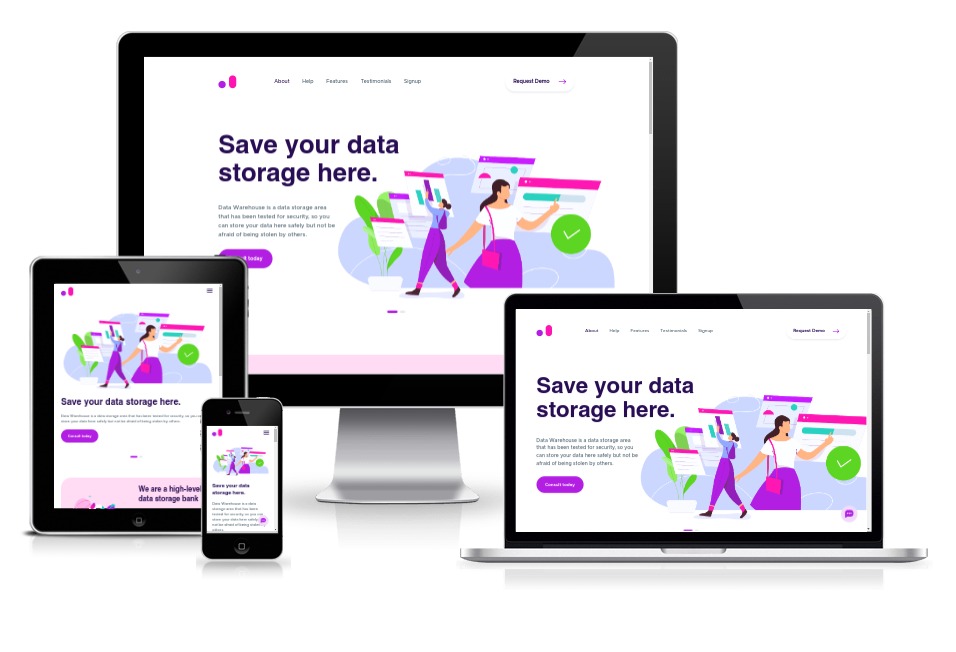 About Help Features Testimonials Signup Request Demo
Save your data
storage here.
Data Warehouse is a data storage area
that has been tested for security, so you
can store your data here safely but not be
afraid of being stolen by others.
today
Save your data storage here.
Data Warehouse is a data storage area that has been tested for security, so you
store your data here safely but not be afraid of being stolen by others.
Consult today
We are a high-level
data storage bank
Save your data
storage here.
Data Warehouse is a data
storage area that has been
tested for security, so you can
store your data here safely but
not be afraid of being stolen by
others.
About Help Features Testimonials Signup Request Demo
Save your data
storage here.
Data Warehouse is a data storage area
that has been tested for security, so you
can store your data here safely but not be
afraid of being stolen by others.
Consult today